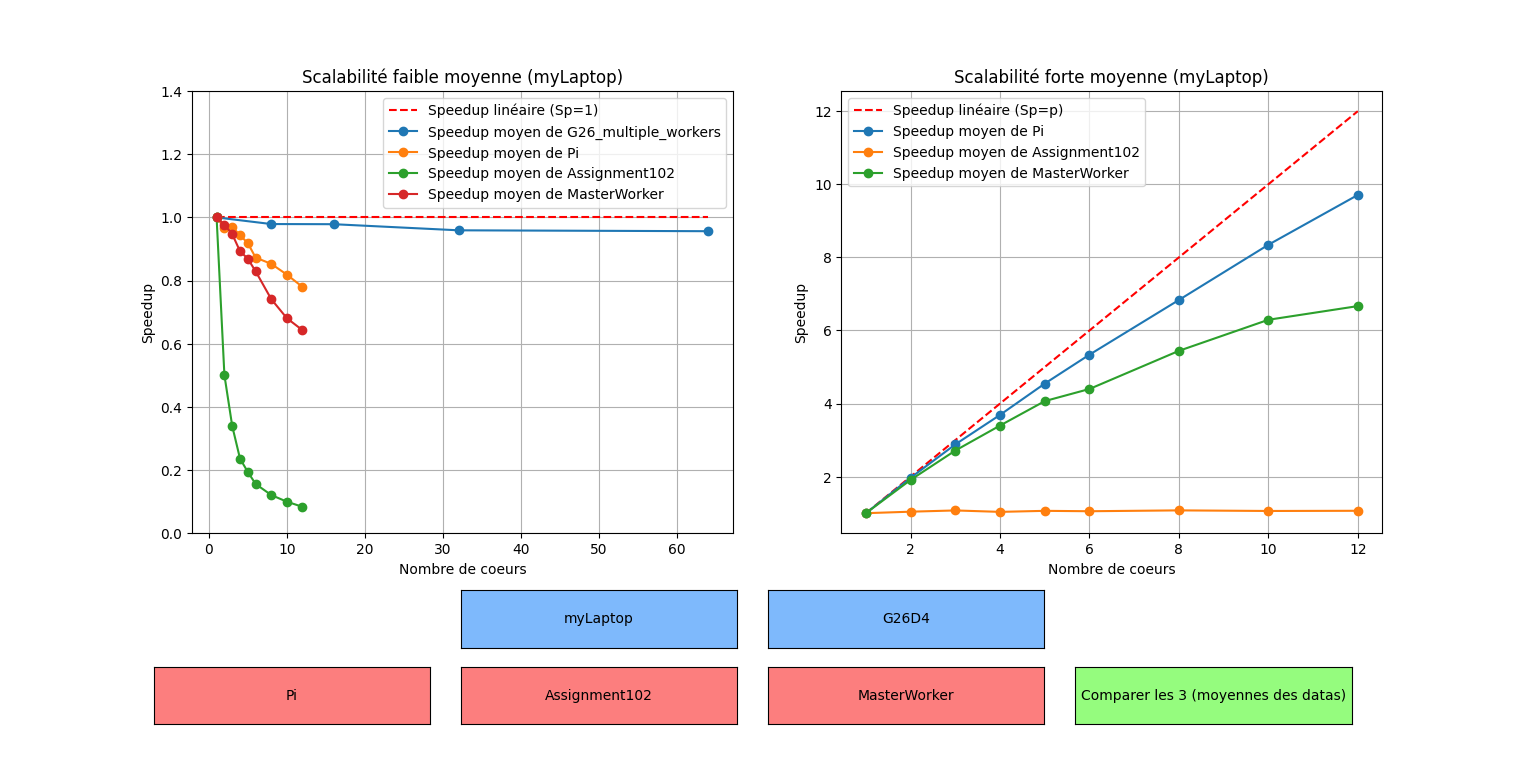 Scalabilité faible moyenne (myLaptop)
Speedup linéaire (Sp=1)
Speedup moyen de G26_multiple_workers
Speedup moyen de Pi
Speedup moyen de Assignment102
Speedup moyen de MasterWorker
1.4
1.2
1.0
0.8
0.6
0.4
0.2
0.0
Speedup
0 10 20 30 40 50 60
Nombre de coeurs
Scalabilité forte moyenne (myLaptop)
Speedup linéaire (Sp=p)
Speedup moyen de Pi
Speedup moyen de Assignment102
Speedup moyen de MasterWorker
12
10
8
6
4
2
Speedup
2 4 6 8 10 12
Nombre de coeurs
myLaptop
G26D4
Pi
Assignment102
MasterWorker
Comparer les 3 (moyennes des datas)